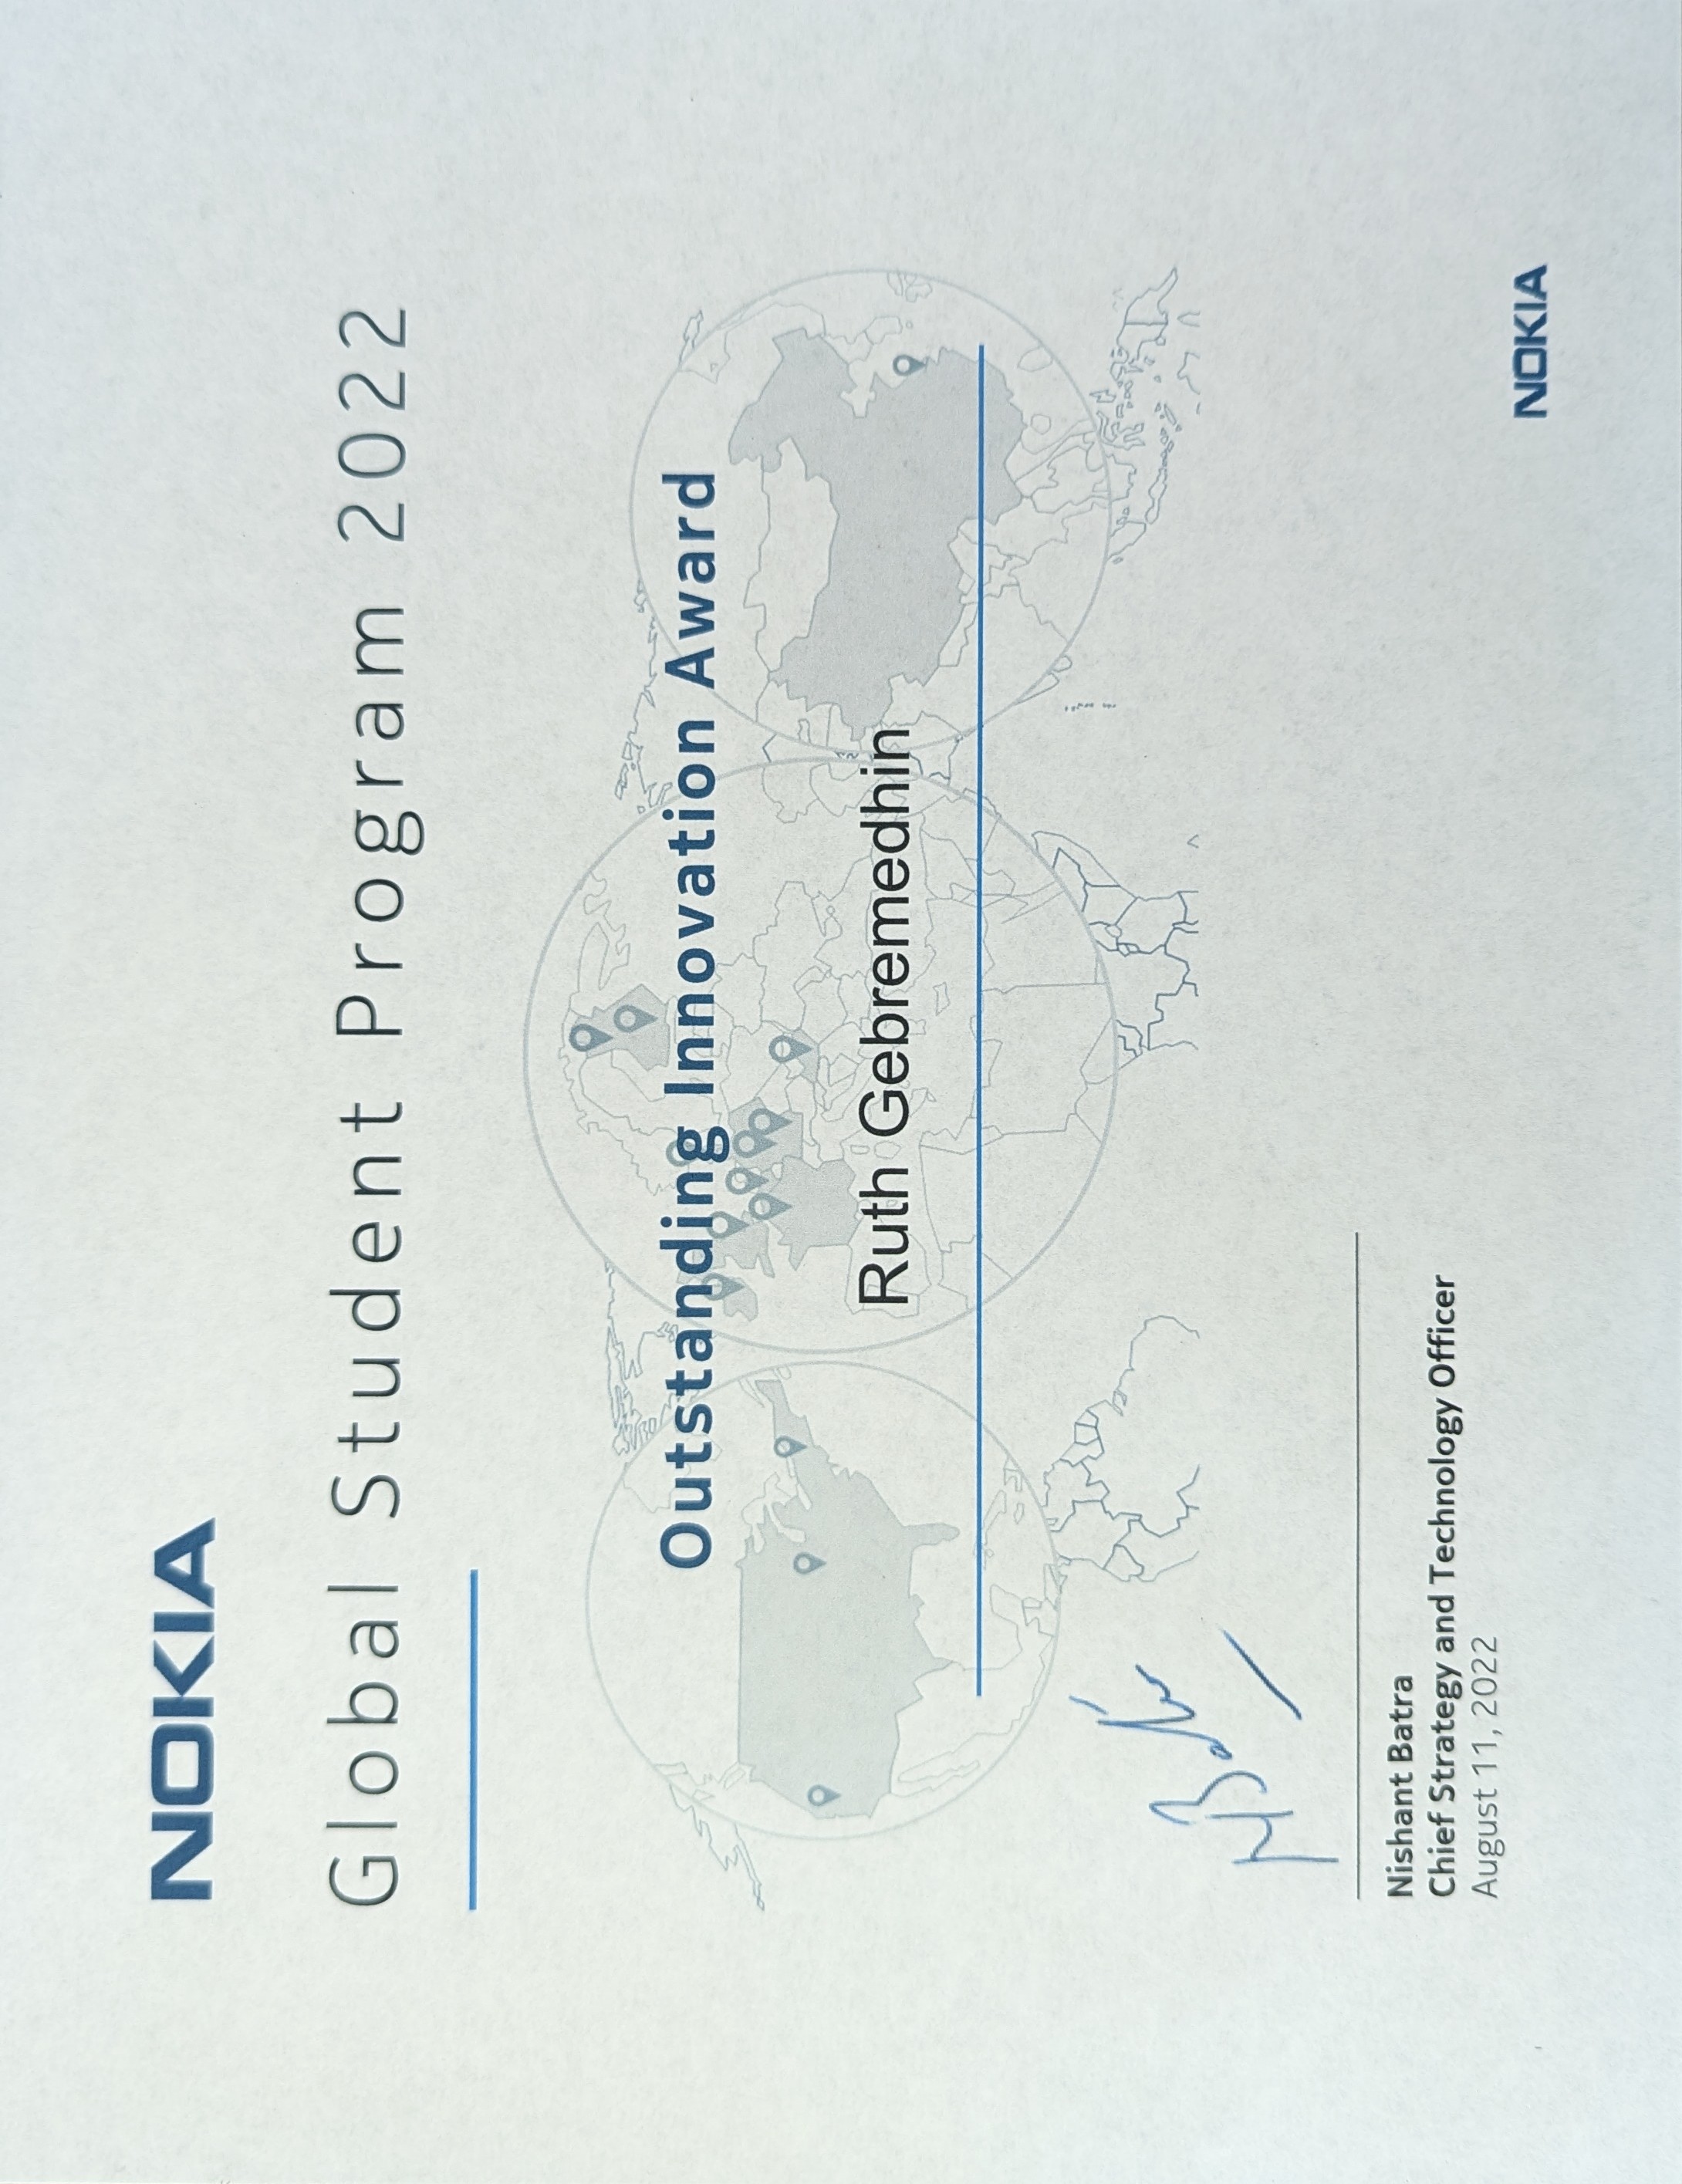 NOKIA
Global Student Program 2022
Outstanding Innovation Award
Ruth Gebremedhin
N Batra
Nishant Batra
Chief Strategy and Technology Officer
August 11, 2022
NOKIA